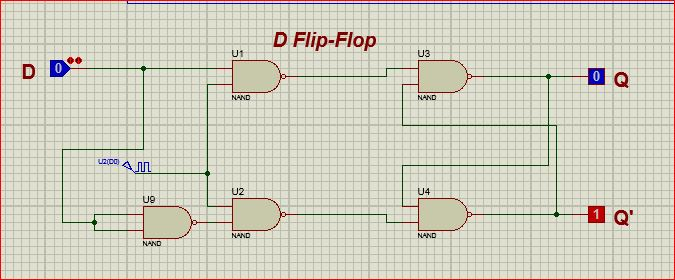 D Flip-Flop
U1
U3
D
0
0
Q
NAND
NAND
U2(D0)
U9
U2
U4
1
Q'
NAND
NAND
NAND